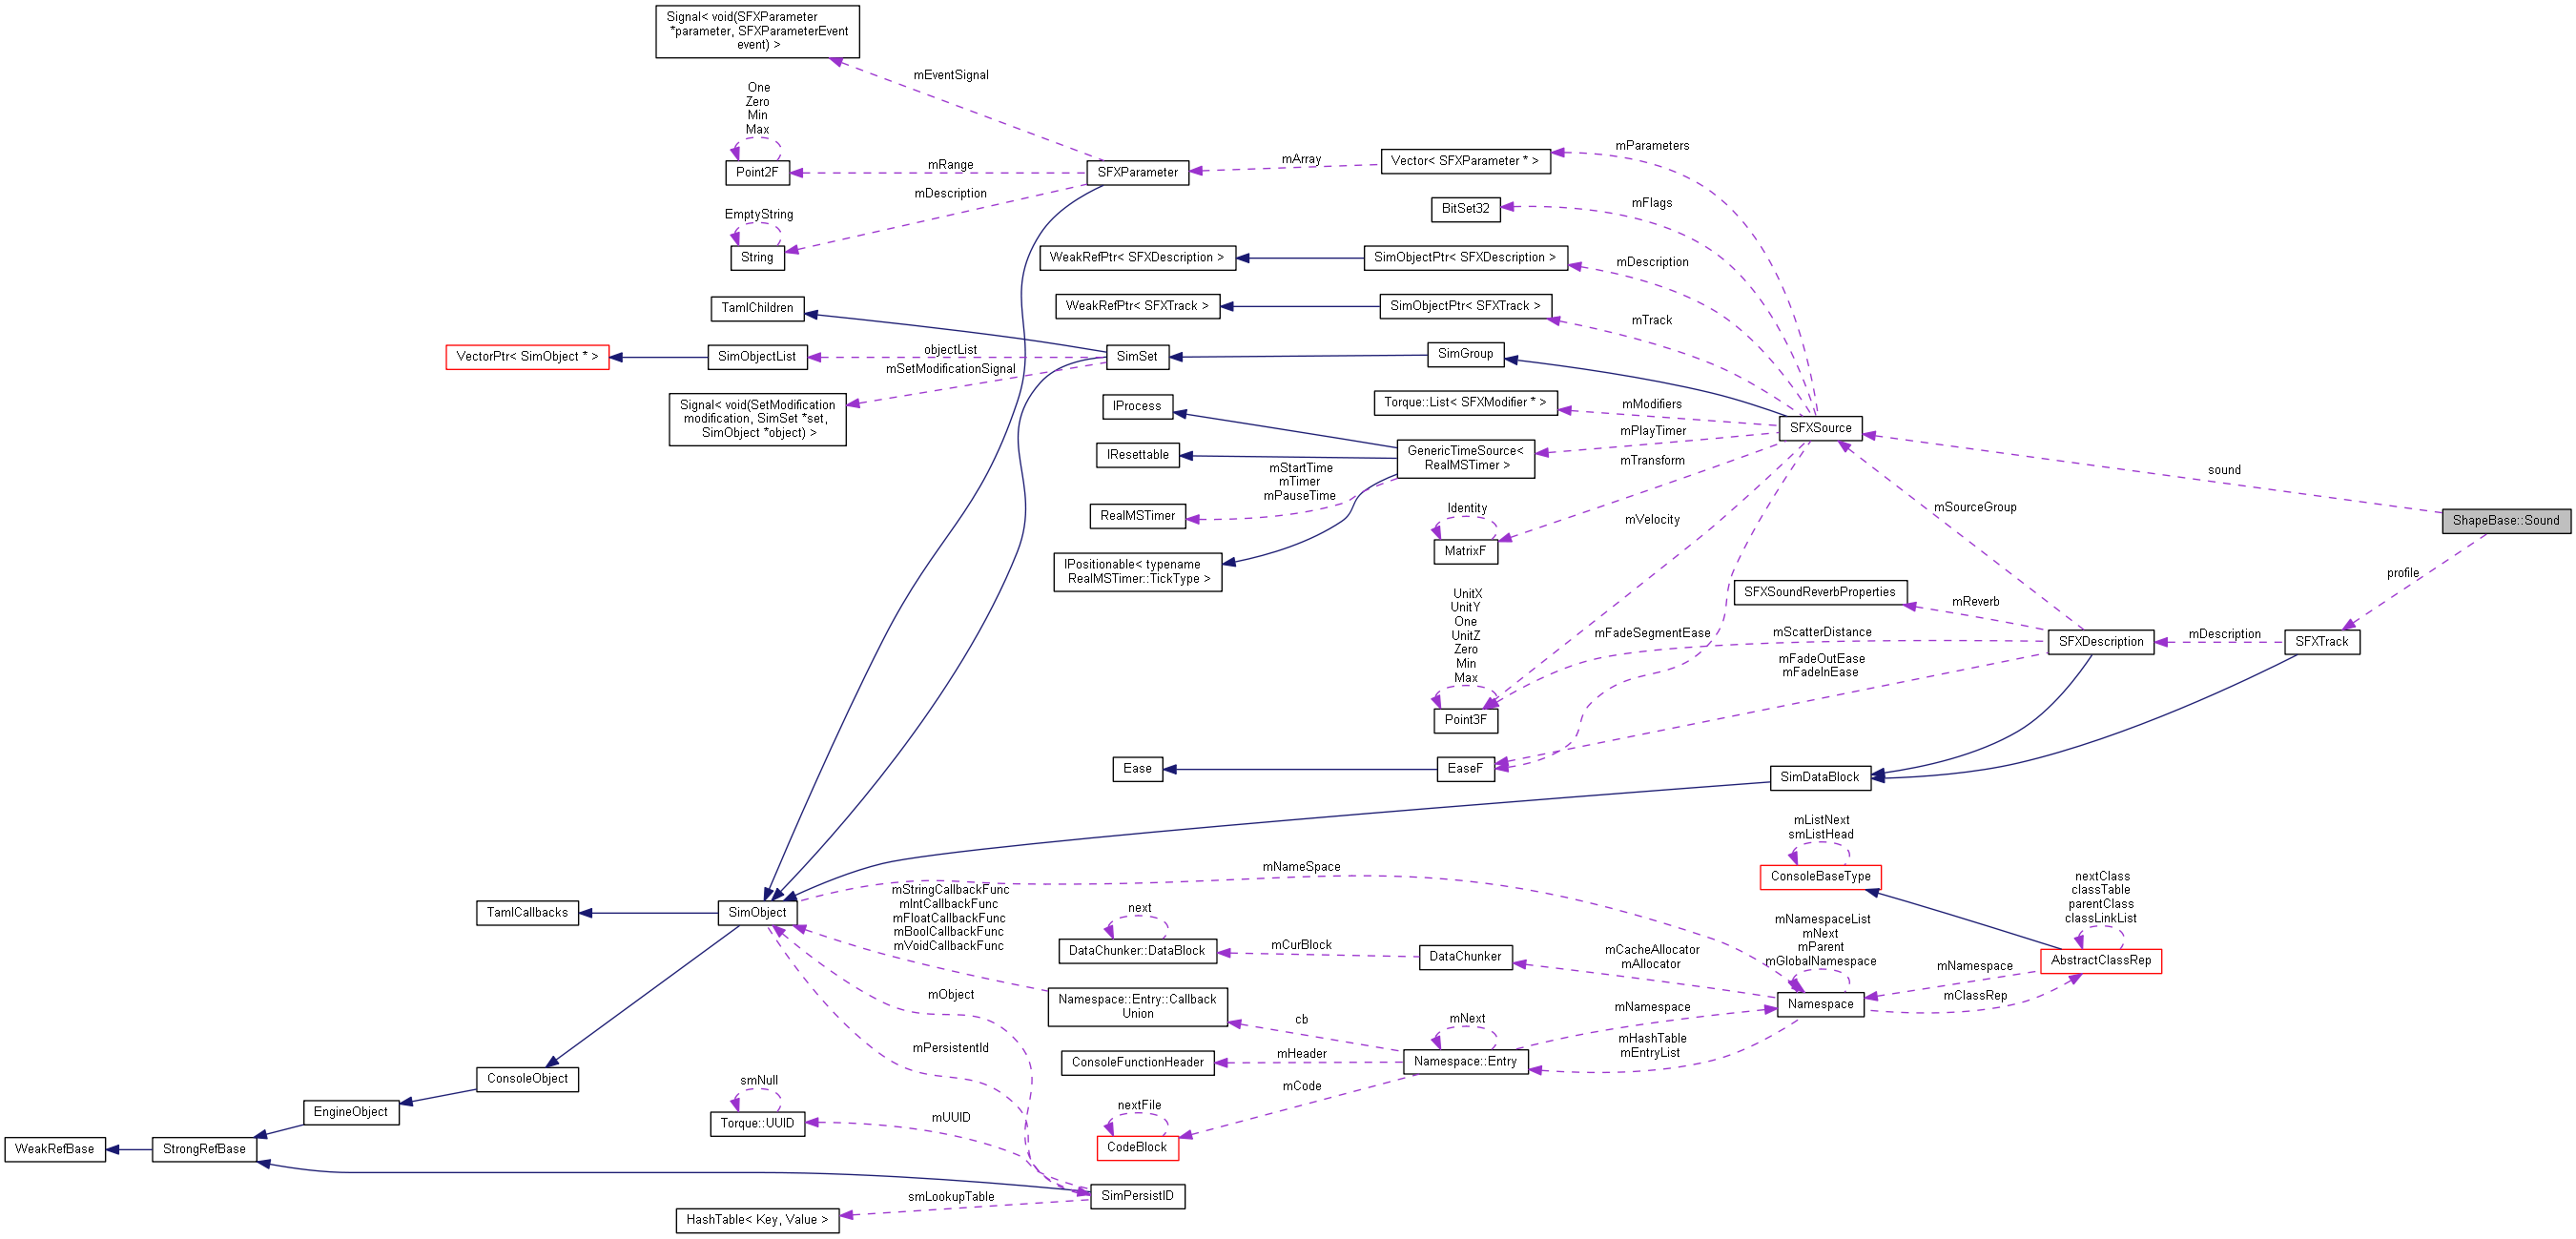 Signal< void(SFXParameter
*parameter, SFXParameterEvent
event) >
mEventSignal
One
Zero
Min
Max
Point2F
mRange
mDescription
EmptyString
String
SFXParameter
mArray
Vector< SFXParameter * >
mParameters
BitSet32
mFlags
WeakRefPtr< SFXDescription >
SimObjectPtr< SFXDescription >
mDescription
WeakRefPtr< SFXTrack >
SimObjectPtr< SFXTrack >
mTrack
TamlChildren
VectorPtr< SimObject * >
SimObjectList
objectList
mSetModificationSignal
SimSet
SimGroup
Signal< void(SetModification
modification, SimSet *set,
SimObject *object) >
IProcess
Torque::List< SFXModifier * >
mModifiers
SFXSource
mPlayTimer
IResettable
GenericTimeSource<
RealMSTimer >
mTransform
mStartTime
mTimer
mPauseTime
RealMSTimer
Identity
MatrixF
mVelocity
sound
mSourceGroup
ShapeBase::Sound
IPositionable< typename
RealMSTimer::TickType >
profile
SFXSoundReverbProperties
mReverb
UnitX
UnitY
One
UnitZ
Zero
Min
Max
Point3F
mFadeSegmentEase
mScatterDistance
SFXDescription
mDescription
SFXTrack
mFadeOutEase
mFadeInEase
Ease
EaseF
SimDataBlock
mListNext
smListHead
ConsoleBaseType
mNameSpace
nextClass
classTable
parentClass
classLinkList
AbstractClassRep
TamlCallbacks
SimObject
mStringCallbackFunc
mIntCallbackFunc
mFloatCallbackFunc
mBoolCallbackFunc
mVoidCallbackFunc
next
DataChunker::DataBlock
mCurBlock
DataChunker
mCacheAllocator
mAllocator
mNamespaceList
mNext
mParent
mGlobalNamespace
Namespace
mNamespace
mClassRep
mObject
Namespace::Entry::Callback
Union
cb
mNext
mNamespace
mPersistentId
ConsoleFunctionHeader
mHeader
Namespace::Entry
mHashTable
mEntryList
mCode
ConsoleObject
smNull
nextFile
EngineObject
Torque::UUID
mUUID
CodeBlock
WeakRefBase
StrongRefBase
SimPersistID
smLookupTable
HashTable< Key, Value >